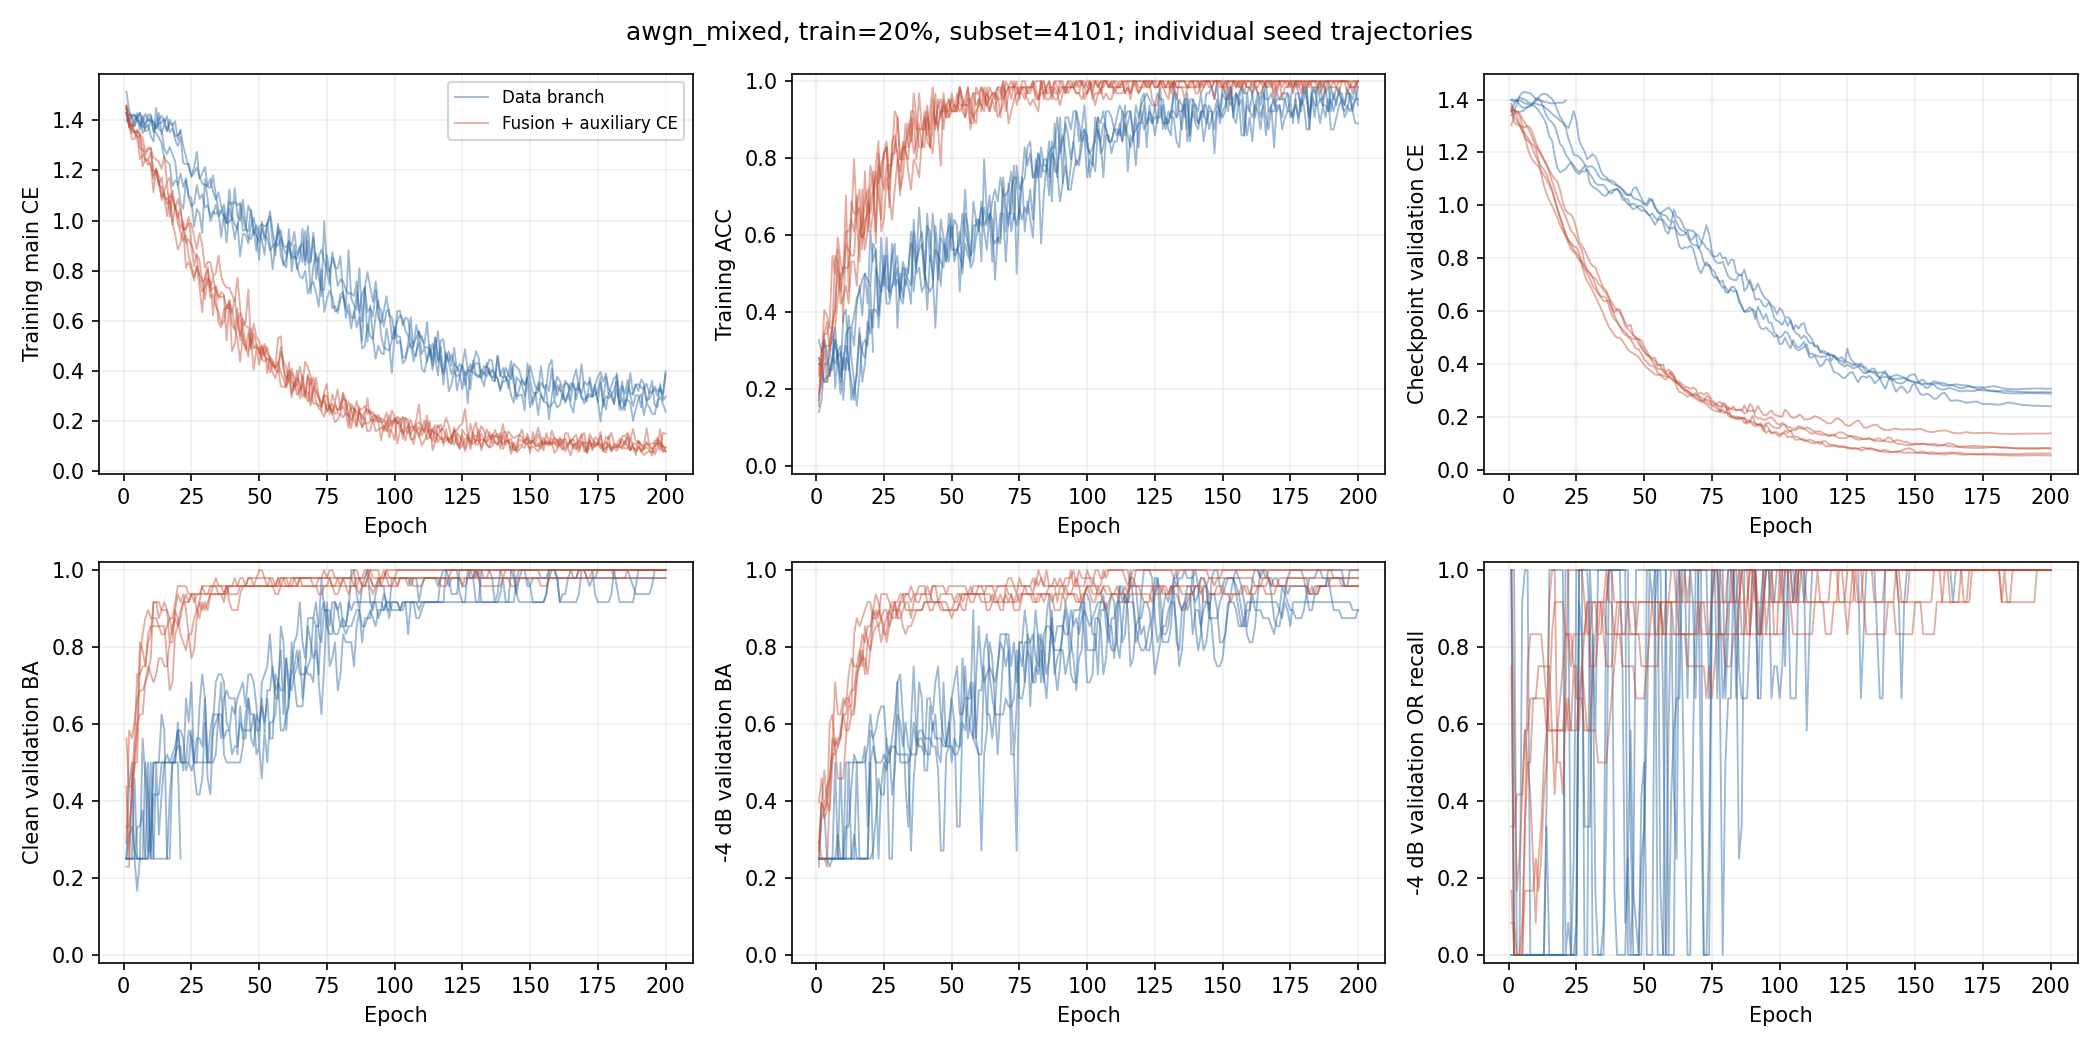 awgn_mixed, train=20%, subset=4101; individual seed trajectories
Training main CE
1.4
1.2
1.0
0.8
0.6
0.4
0.2
0.0
Data branch
Fusion + auxiliary CE
0 25 50 75 100 125 150 175 200
Epoch
Training ACC
1.0
0.8
0.6
0.4
0.2
0.0
0 25 50 75 100 125 150 175 200
Epoch
Checkpoint validation CE
1.4
1.2
1.0
0.8
0.6
0.4
0.2
0.0
0 25 50 75 100 125 150 175 200
Epoch
Clean validation BA
1.0
0.8
0.6
0.4
0.2
0.0
0 25 50 75 100 125 150 175 200
Epoch
-4 dB validation BA
1.0
0.8
0.6
0.4
0.2
0.0
0 25 50 75 100 125 150 175 200
Epoch
-4 dB validation OR recall
1.0
0.8
0.6
0.4
0.2
0.0
0 25 50 75 100 125 150 175 200
Epoch